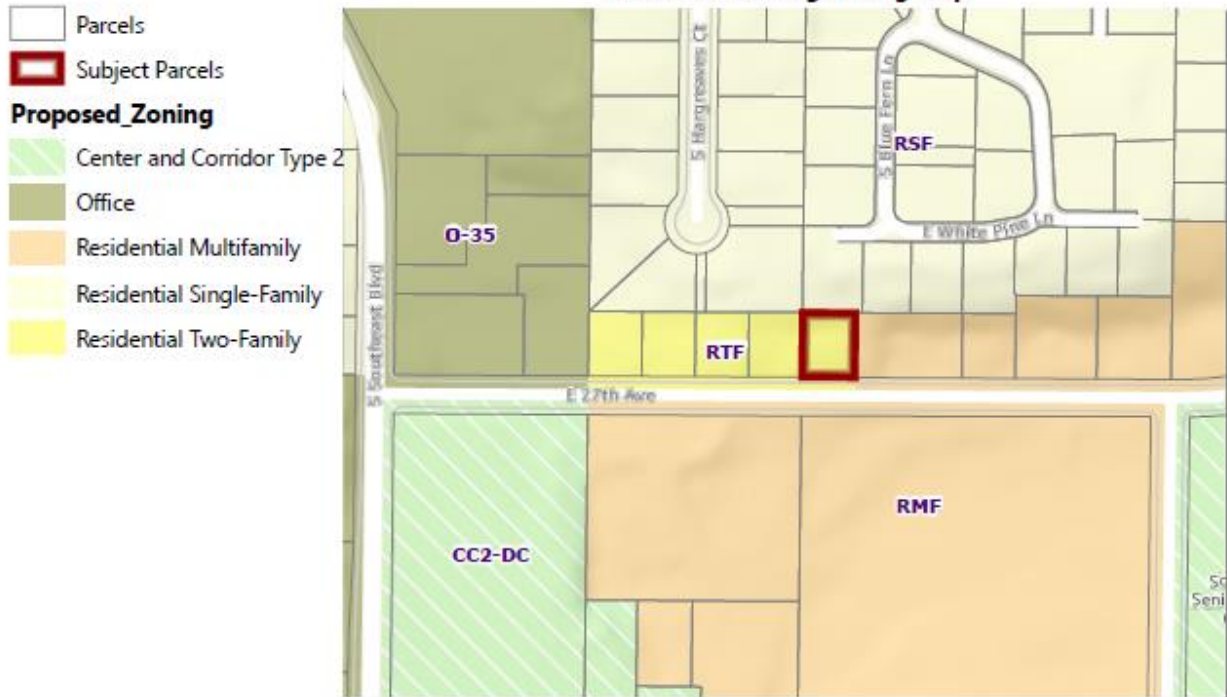 Parcels
Subject Parcels
Proposed_Zoning
Center and Corridor Type 2
Office
Residential Multifamily
Residential Single-Family
Residential Two-Family
S Hargreaves Ct
S Blue Fern Ln
RSF
E White Pine Ln
O-35
S Southeast Blvd
RTF
E 27th Ave
RMF
CC2-DC